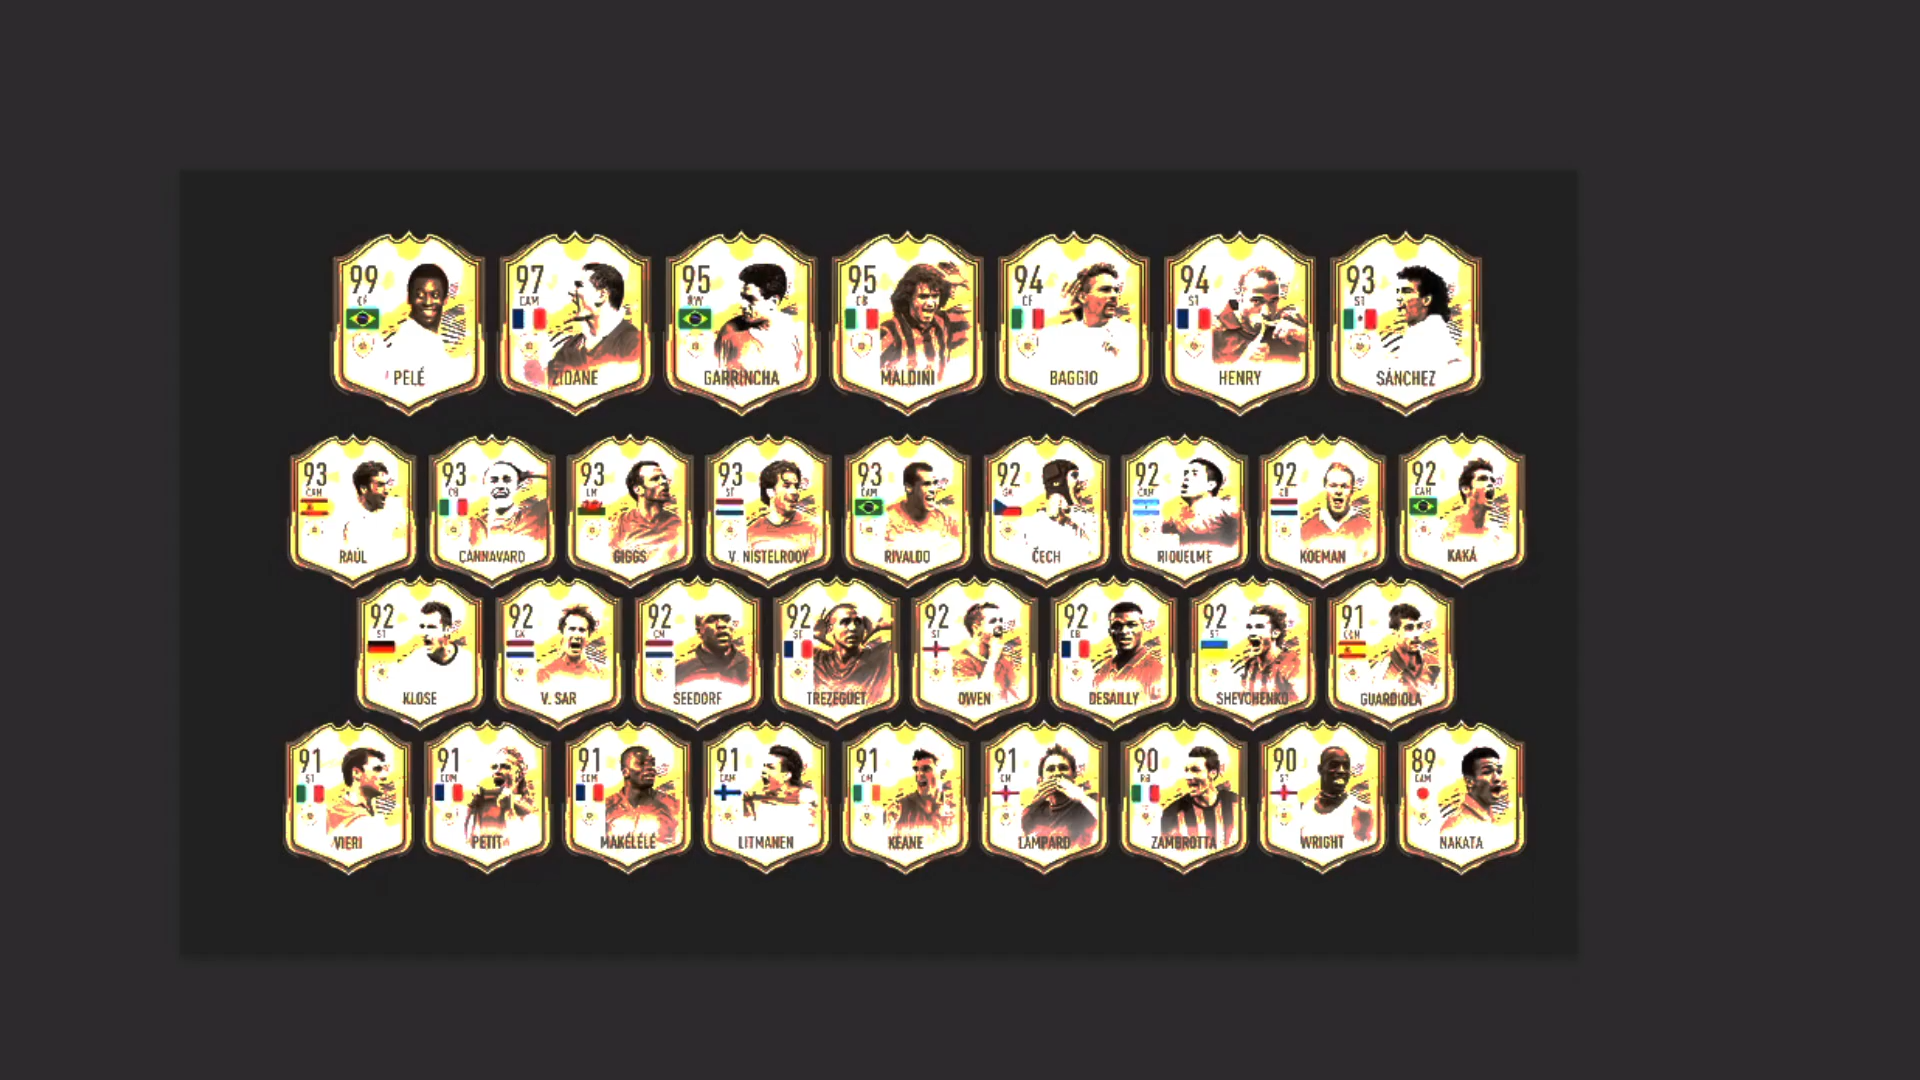 99 97 95 95 94 94 93
CF CAM RW CB CF ST ST
PELÉ ZIDANE GARRINCHA MALDINI BAGGIO HENRY SÁNCHEZ
93 93 93 93 93 92 92 92 92
CAM CB LM ST CAM GK CAM CB CAM
RAÚL CANNAVARO GIGGS V. NISTELROOY RIVALDO ČECH RIQUELME KOEMAN KAKÁ
92 92 92 92 92 92 92 91
ST GK CM ST ST CB ST CDM
KLOSE V. SAR SEEDORF TREZEGUET OWEN DESAILLY SHEVCHENKO GUARDIOLA
91 91 91 91 91 91 90 90 89
ST CDM CDM CAM CM CM RB ST CAM
VIERI PETIT MAKÉLÉLÉ LITMANEN KEANE LAMPARD ZAMBROTTA WRIGHT NAKATA